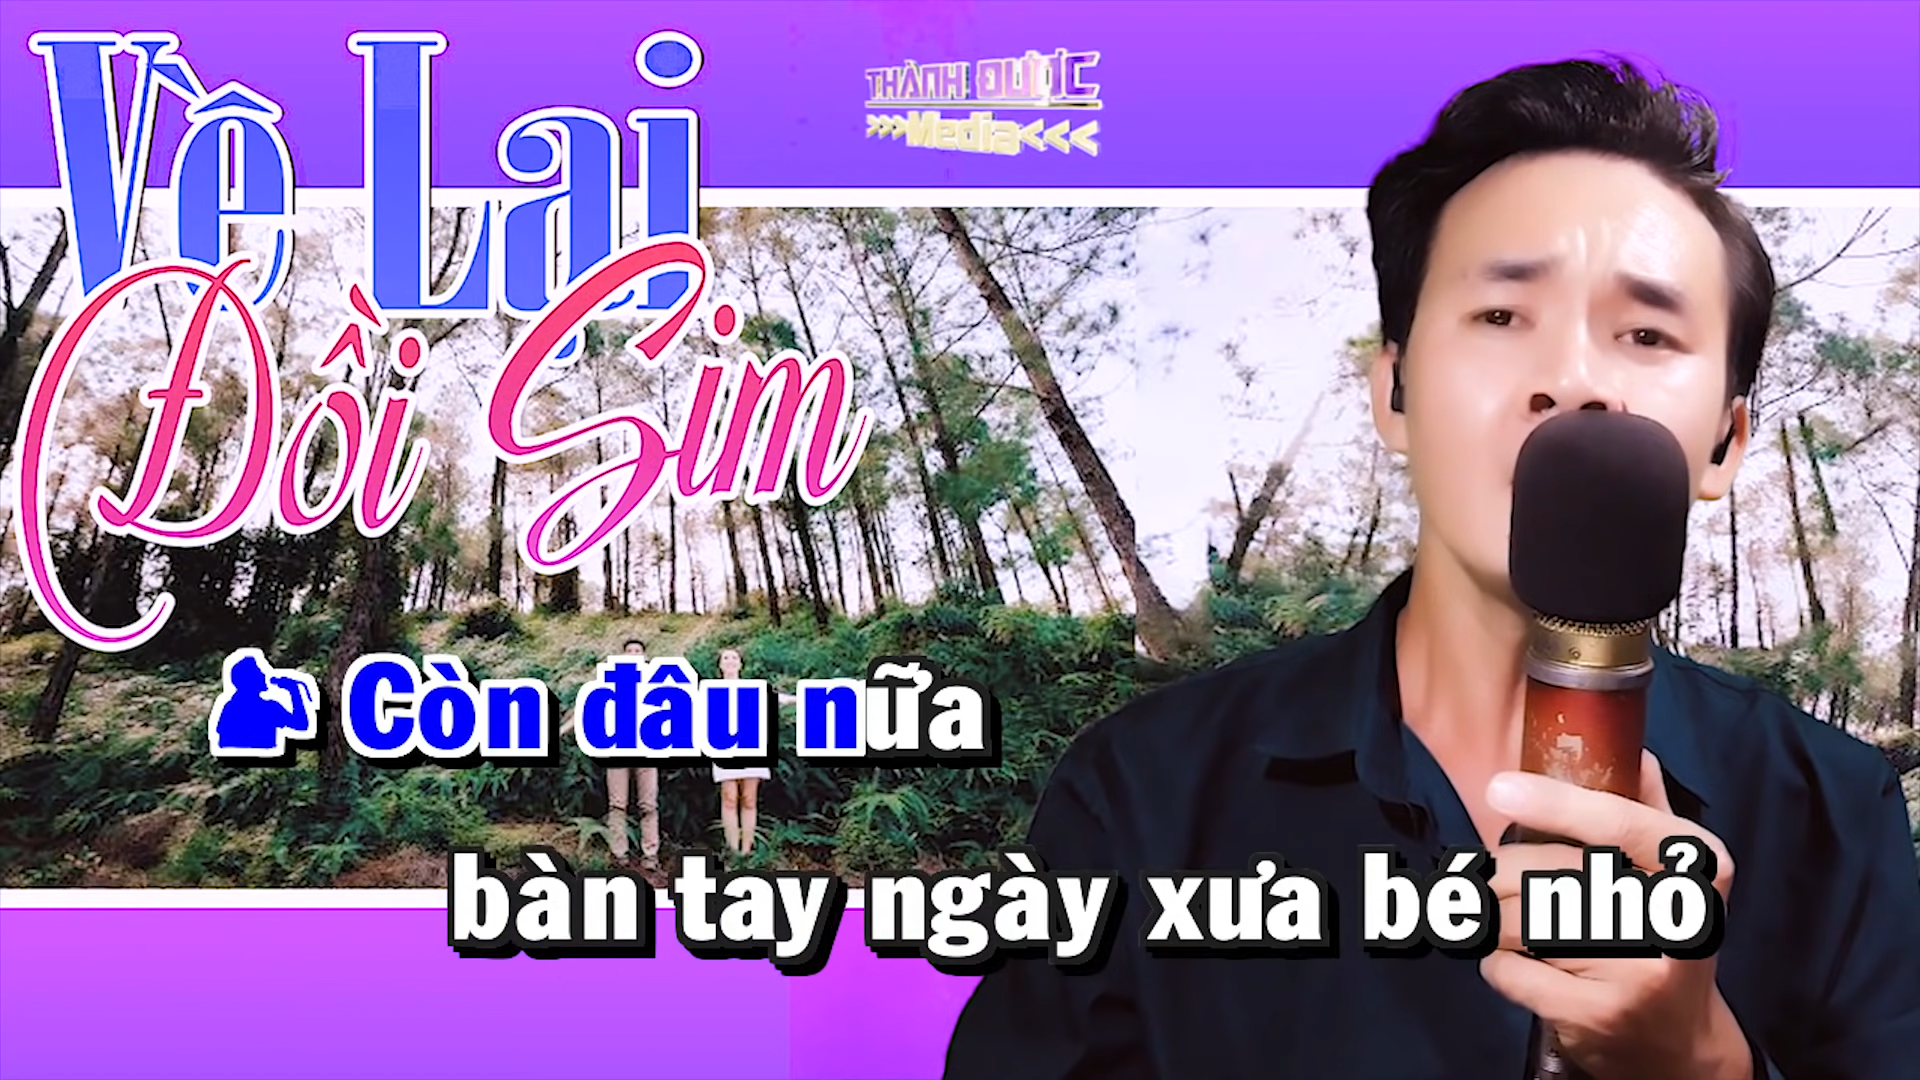 Về Lại
Đồi Sim
THÀNH ĐƯỢC
>>>Media<<<
Còn đâu nữa
bàn tay ngày xưa bé nhỏ